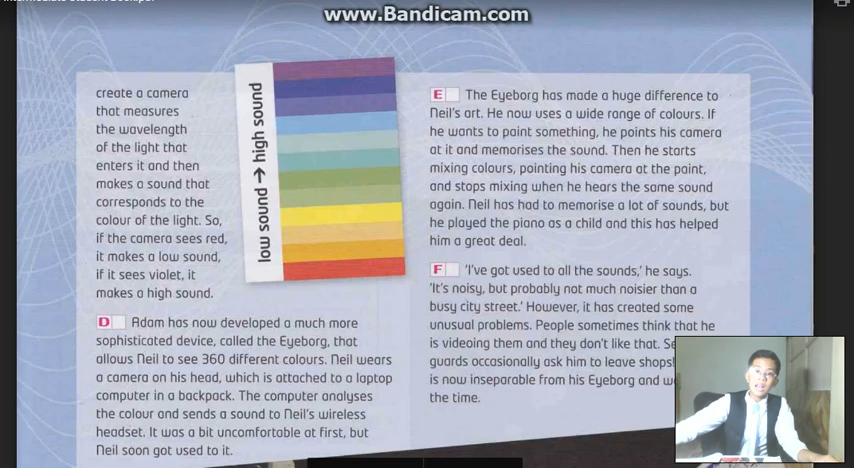 www.Bandicam.com
create a camera
that measures
the wavelength
of the light that
enters it and then
makes a sound that
corresponds to the
colour of the light. So,
if the camera sees red,
it makes a low sound,
if it sees violet, it
makes a high sound.
low sound → high sound
D Adam has now developed a much more
sophisticated device, called the Eyeborg, that
allows Neil to see 360 different colours. Neil wears
a camera on his head, which is attached to a laptop
computer in a backpack. The computer analyses
the colour and sends a sound to Neil's wireless
headset. It was a bit uncomfortable at first, but
Neil soon got used to it.
E The Eyeborg has made a huge difference to
Neil's art. He now uses a wide range of colours. If
he wants to paint something, he points his camera
at it and memorises the sound. Then he starts
mixing colours, pointing his camera at the paint,
and stops mixing when he hears the same sound
again. Neil has had to memorise a lot of sounds, but
he played the piano as a child and this has helped
him a great deal.
F 'I've got used to all the sounds,' he says.
'It's noisy, but probably not much noisier than a
busy city street.' However, it has created some
unusual problems. People sometimes think that he
is videoing them and they don't like that.
guards occasionally ask him to leave shops!
is now inseparable from his Eyeborg and
the time.